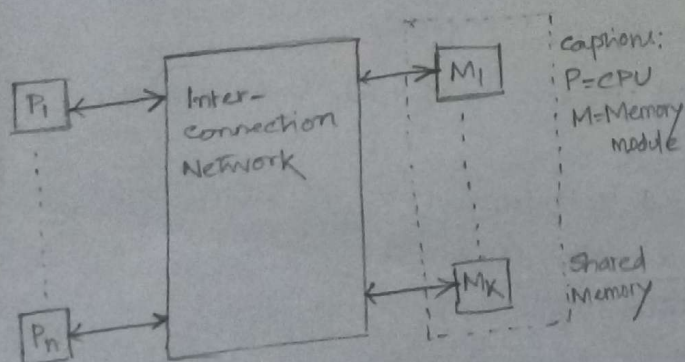 P1
Inter-
connection
Network
M1
captions:
P=CPU
M=Memory
module
Pn
MK
Shared
Memory